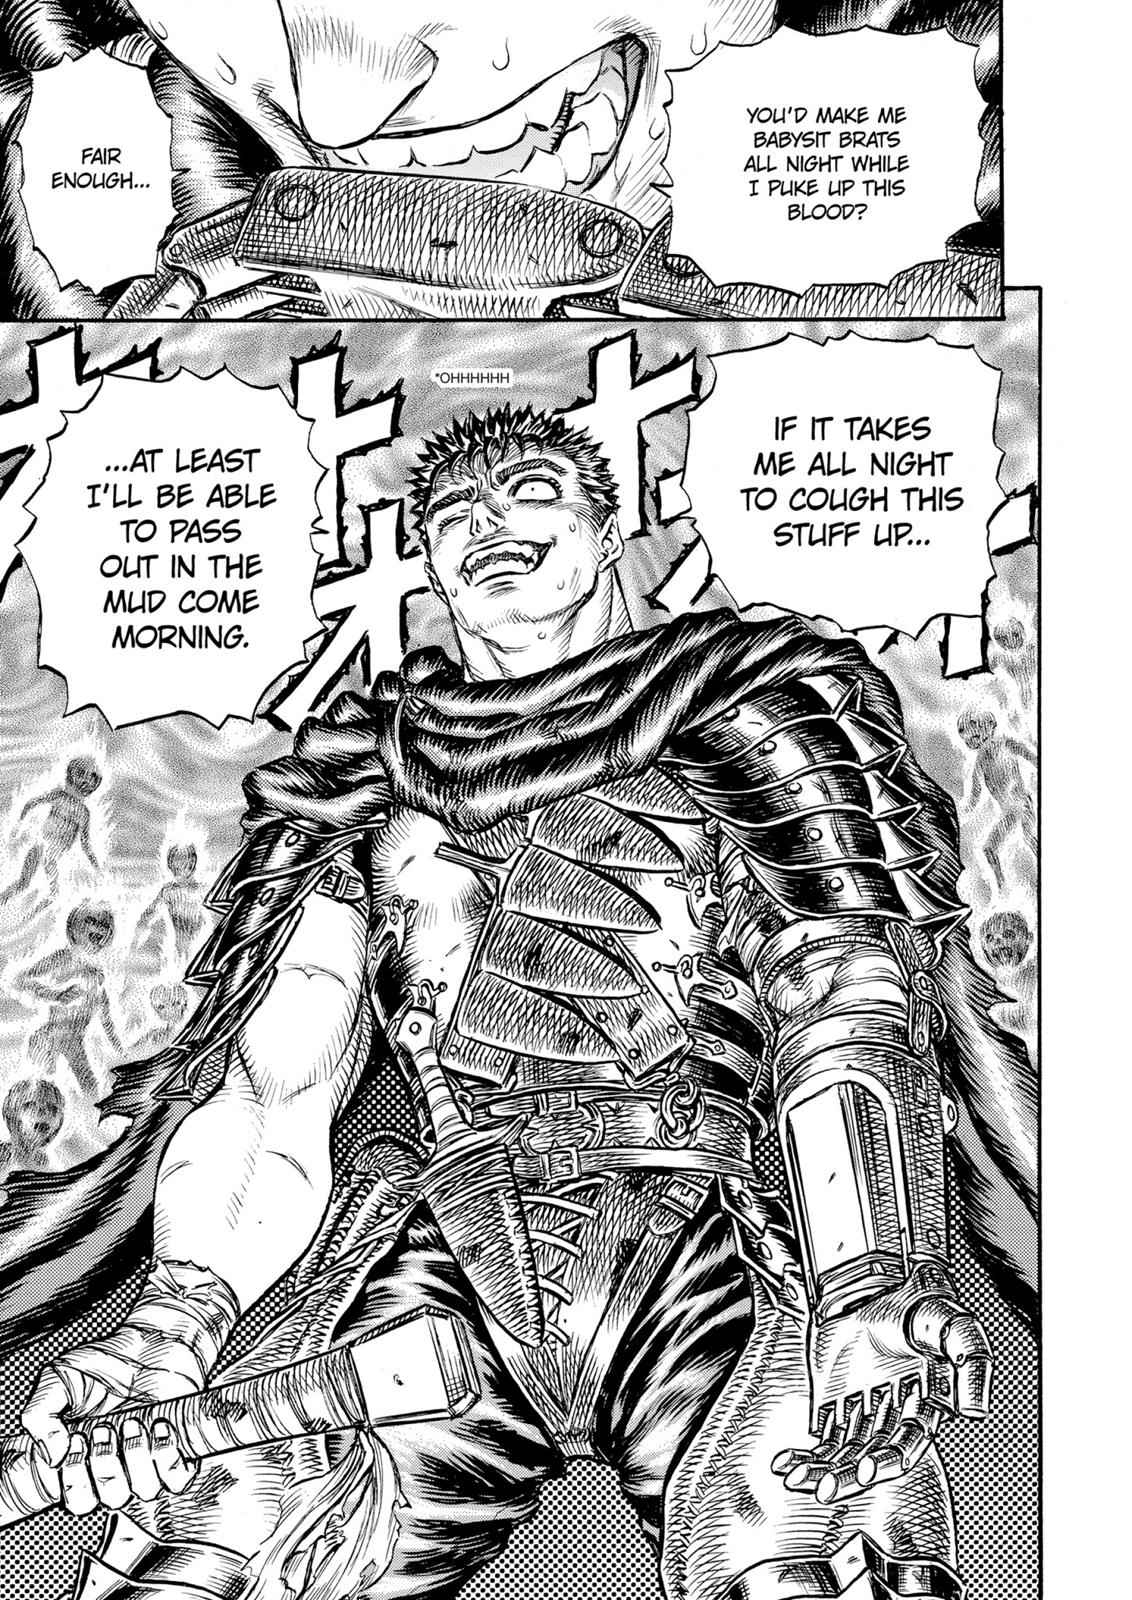 YOU'D MAKE ME
BABYSIT BRATS
ALL NIGHT WHILE
I PUKE UP THIS
BLOOD?
FAIR
ENOUGH...
IF IT TAKES
ME ALL NIGHT
TO COUGH THIS
STUFF UP...
*OHHHHHH
...AT LEAST
I'LL BE ABLE
TO PASS
OUT IN THE
MUD COME
MORNING.